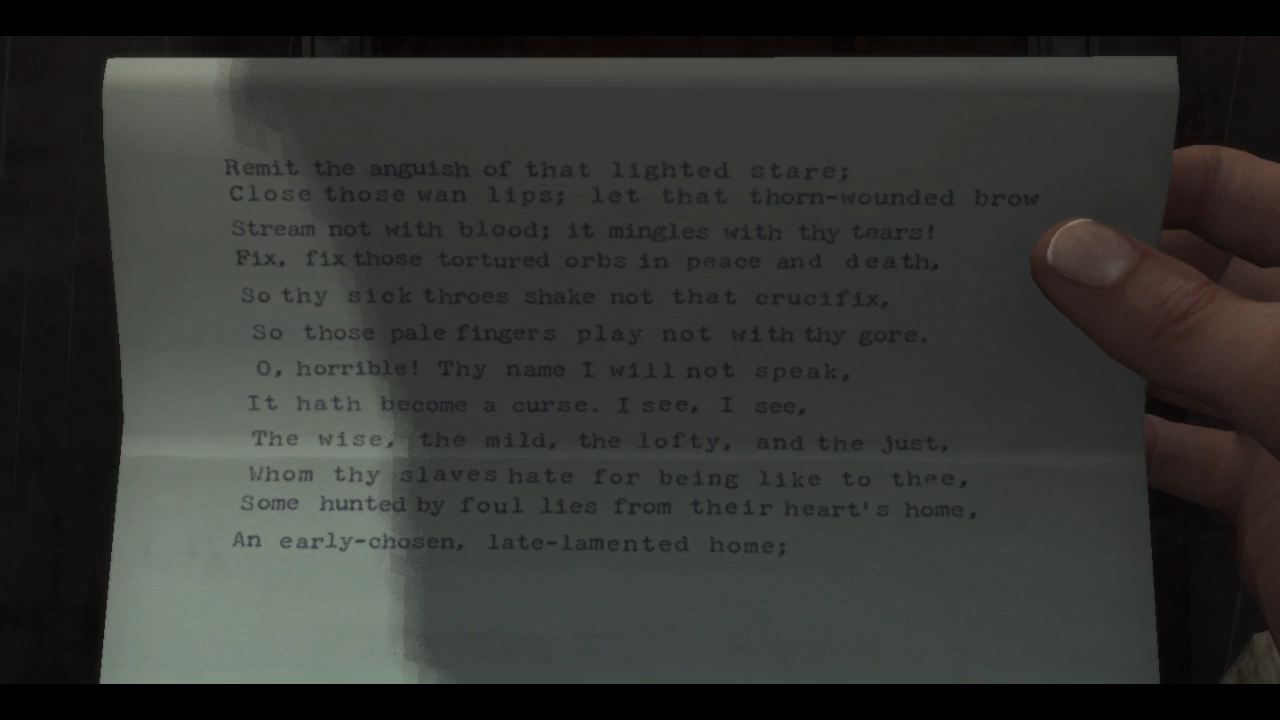 Remit the anguish of that lighted stare;
Close those wan lips; let that thorn-wounded brow
Stream not with blood; it mingles with thy tears!
Fix, fix those tortured orbs in peace and death,
So thy sick throes shake not that crucifix,
So those pale fingers play not with thy gore.
O, horrible! Thy name I will not speak,
It hath become a curse. I see, I see,
The wise, the mild, the lofty, and the just,
Whom thy slaves hate for being like to thee,
Some hunted by foul lies from their heart's home,
An early-chosen, late-lamented home;